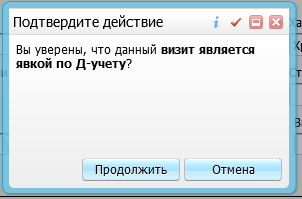 Подтвердите действие
Вы уверены, что данный визит является
явкой по Д-учету?
Продолжить
Отмена